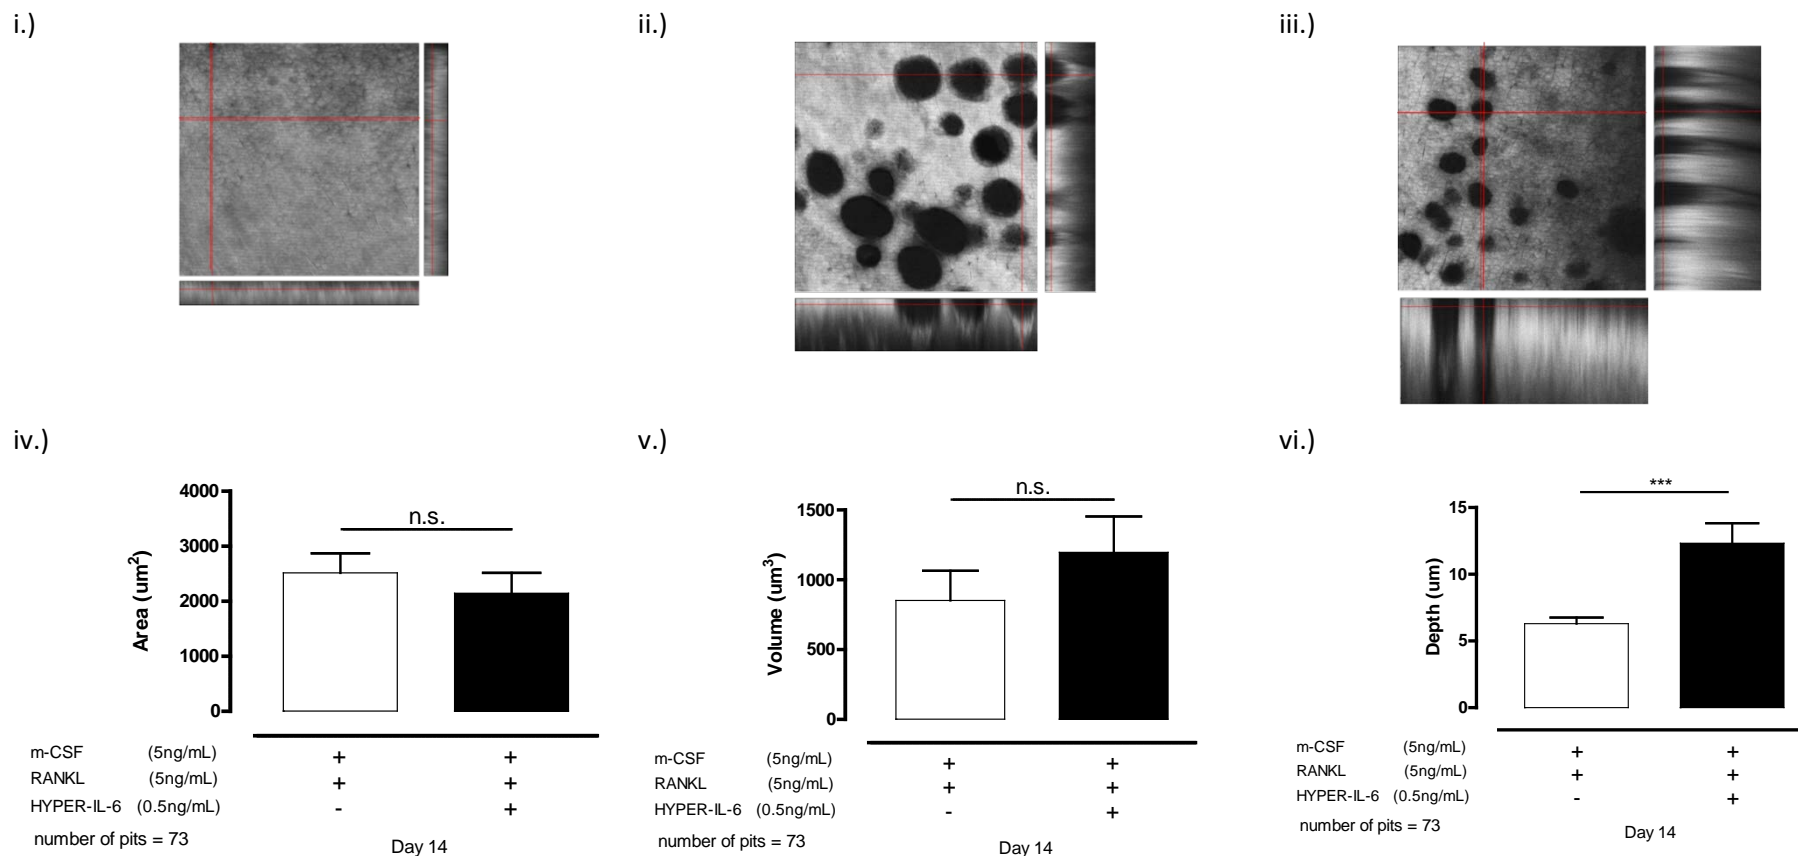 i.)
ii.)
iii.)
iv.)
4000
3000
2000
1000
0
Area (um²)
n.s.
m-CSF (5ng/mL) + +
RANKL (5ng/mL) + +
HYPER-IL-6 (0.5ng/mL) - +
number of pits = 73
Day 14
v.)
1500
1000
500
0
Volume (um³)
n.s.
m-CSF (5ng/mL) + +
RANKL (5ng/mL) + +
HYPER-IL-6 (0.5ng/mL) - +
number of pits = 73
Day 14
vi.)
15
10
5
0
Depth (um)
***
m-CSF (5ng/mL) + +
RANKL (5ng/mL) + +
HYPER-IL-6 (0.5ng/mL) - +
number of pits = 73
Day 14